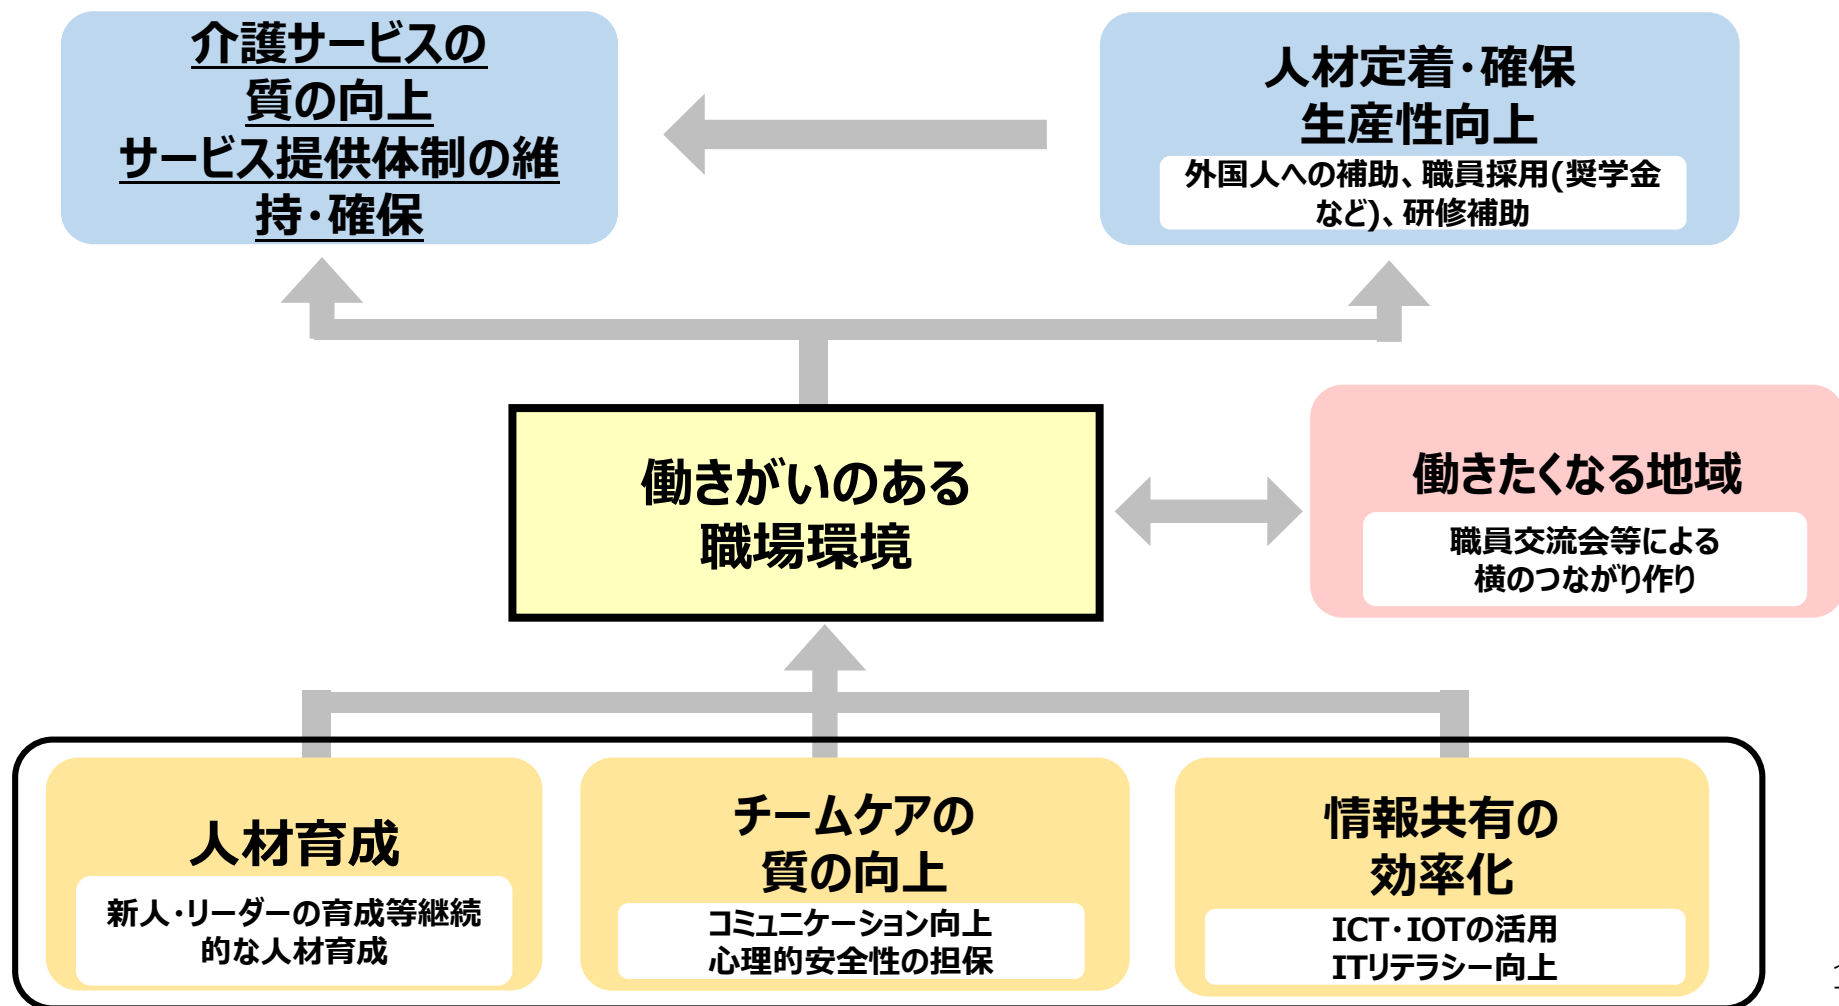 介護サービスの
質の向上
サービス提供体制の維
持・確保
人材定着・確保
生産性向上
外国人への補助、職員採用(奨学金
など)、研修補助
働きがいのある
職場環境
働きたくなる地域
職員交流会等による
横のつながり作り
人材育成
新人・リーダーの育成等継続
的な人材育成
チームケアの
質の向上
コミュニケーション向上
心理的安全性の担保
情報共有の
効率化
ICT・IOTの活用
ITリテラシー向上